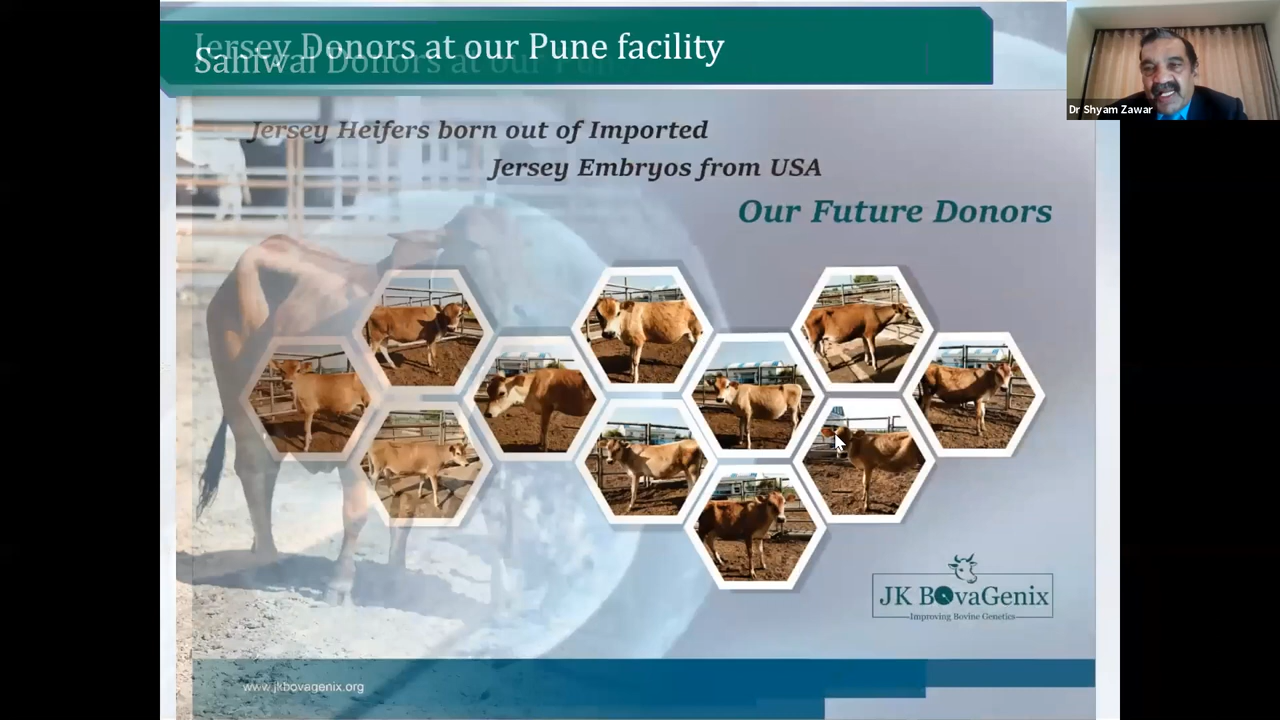 Jersey Donors at our Pune facility
Sahiwal Donors at our Pun
Dr Shyam Zawar
Jersey Heifers born out of Imported
Jersey Embryos from USA
Our Future Donors
JK BOvaGenix
Improving Bovine Genetics
www.jkbovagenix.org